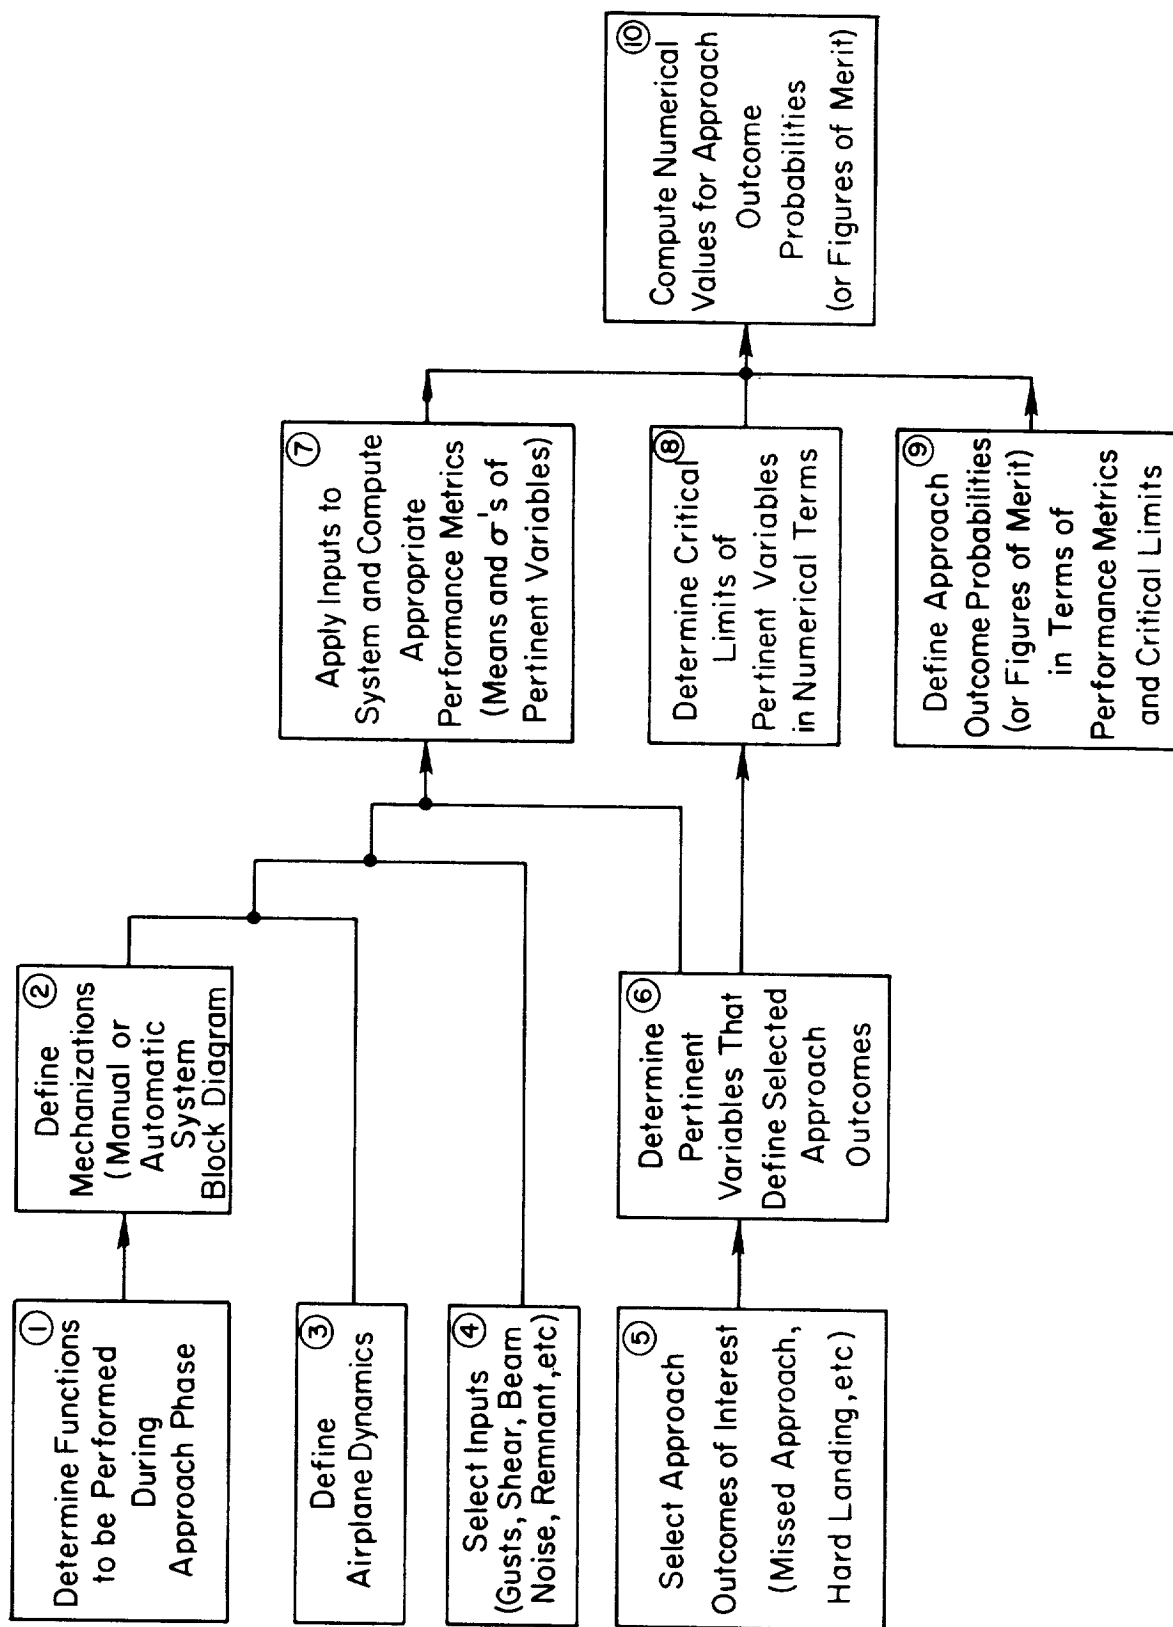 ①
Determine Functions
to be Performed
During
Approach Phase
②
Define
Mechanizations
(Manual or
Automatic
System
Block Diagram
③
Define
Airplane Dynamics
④
Select Inputs
(Gusts, Shear, Beam
Noise, Remnant, etc)
⑤
Select Approach
Outcomes of Interest
(Missed Approach,
Hard Landing, etc)
⑥
Determine
Pertinent
Variables That
Define Selected
Approach
Outcomes
⑦
Apply Inputs to
System and Compute
Appropriate
Performance Metrics
(Means and σ's of
Pertinent Variables)
⑧
Determine Critical
Limits of
Pertinent Variables
in Numerical Terms
⑨
Define Approach
Outcome Probabilities
(or Figures of Merit)
in Terms of
Performance Metrics
and Critical Limits
⑩
Compute Numerical
Values for Approach
Outcome
Probabilities
(or Figures of Merit)